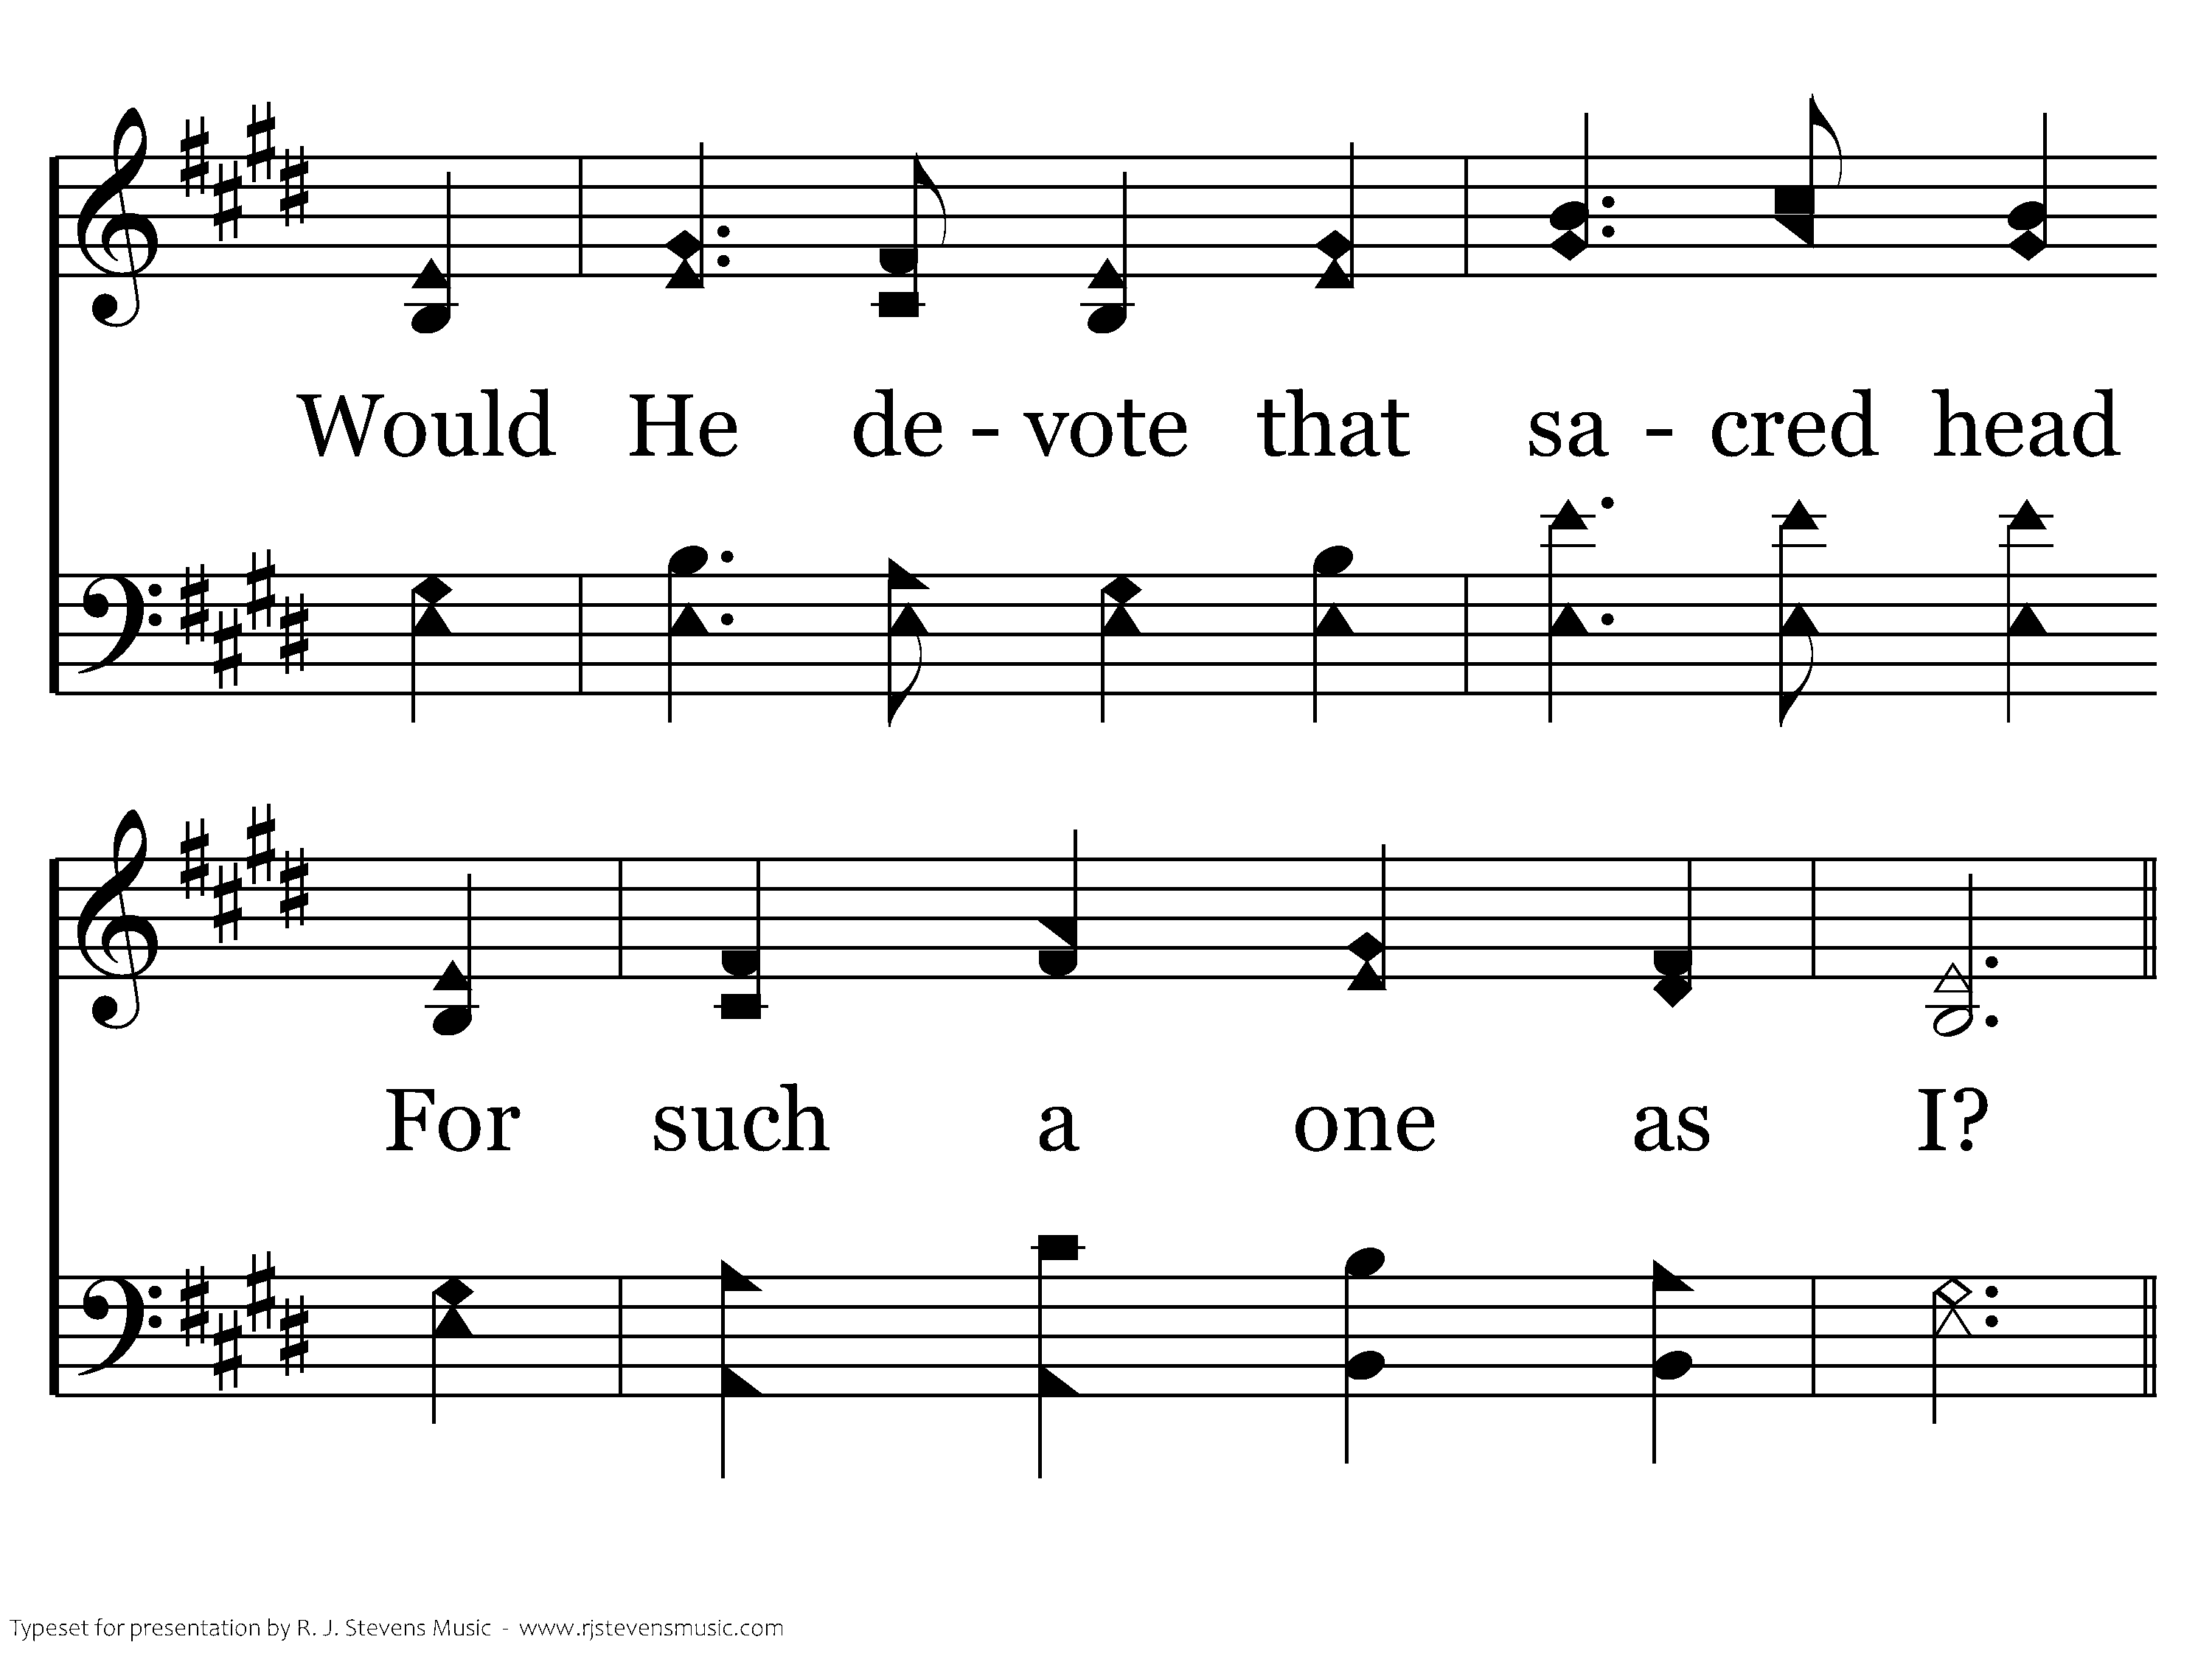 Would He de - vote that sa - cred head
For such a one as I?
Typeset for presentation by R. J. Stevens Music - www.rjstevensmusic.com